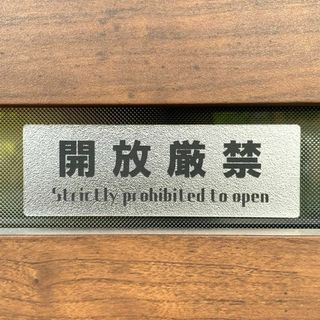 開放厳禁
Strictly prohibited to open